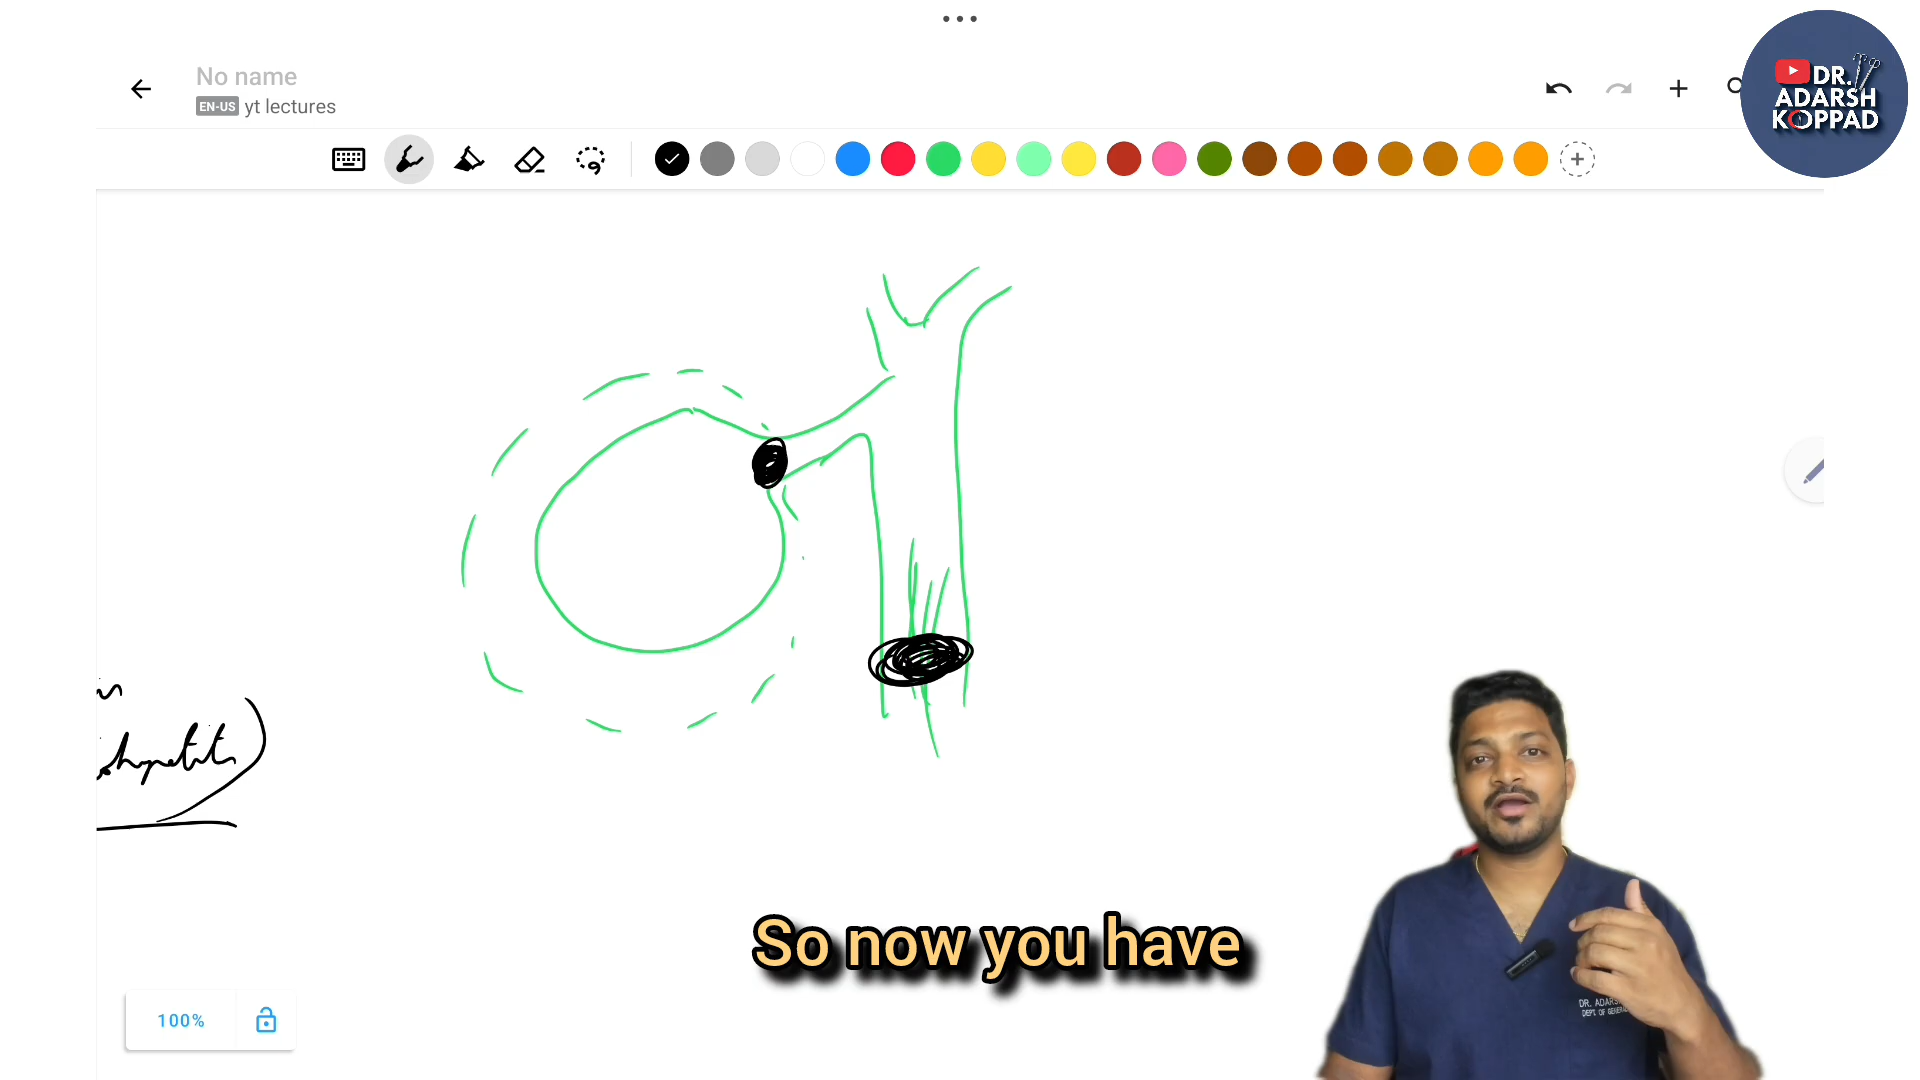 No name
EN-US yt lectures
DR.
ADARSH
KOPPAD
So now you have
100%